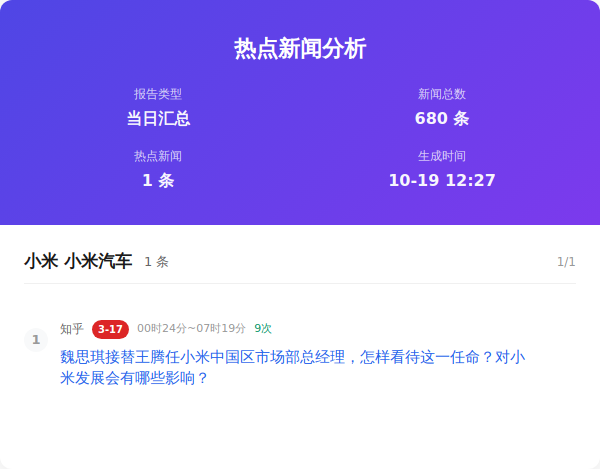 热点新闻分析
报告类型
当日汇总
新闻总数
680 条
热点新闻
1 条
生成时间
10-19 12:27
小米 小米汽车 1 条 1/1
1
知乎 3-17 00时24分~07时19分 9次
魏思琪接替王腾任小米中国区市场部总经理，怎样看待这一任命？对小
米发展会有哪些影响？